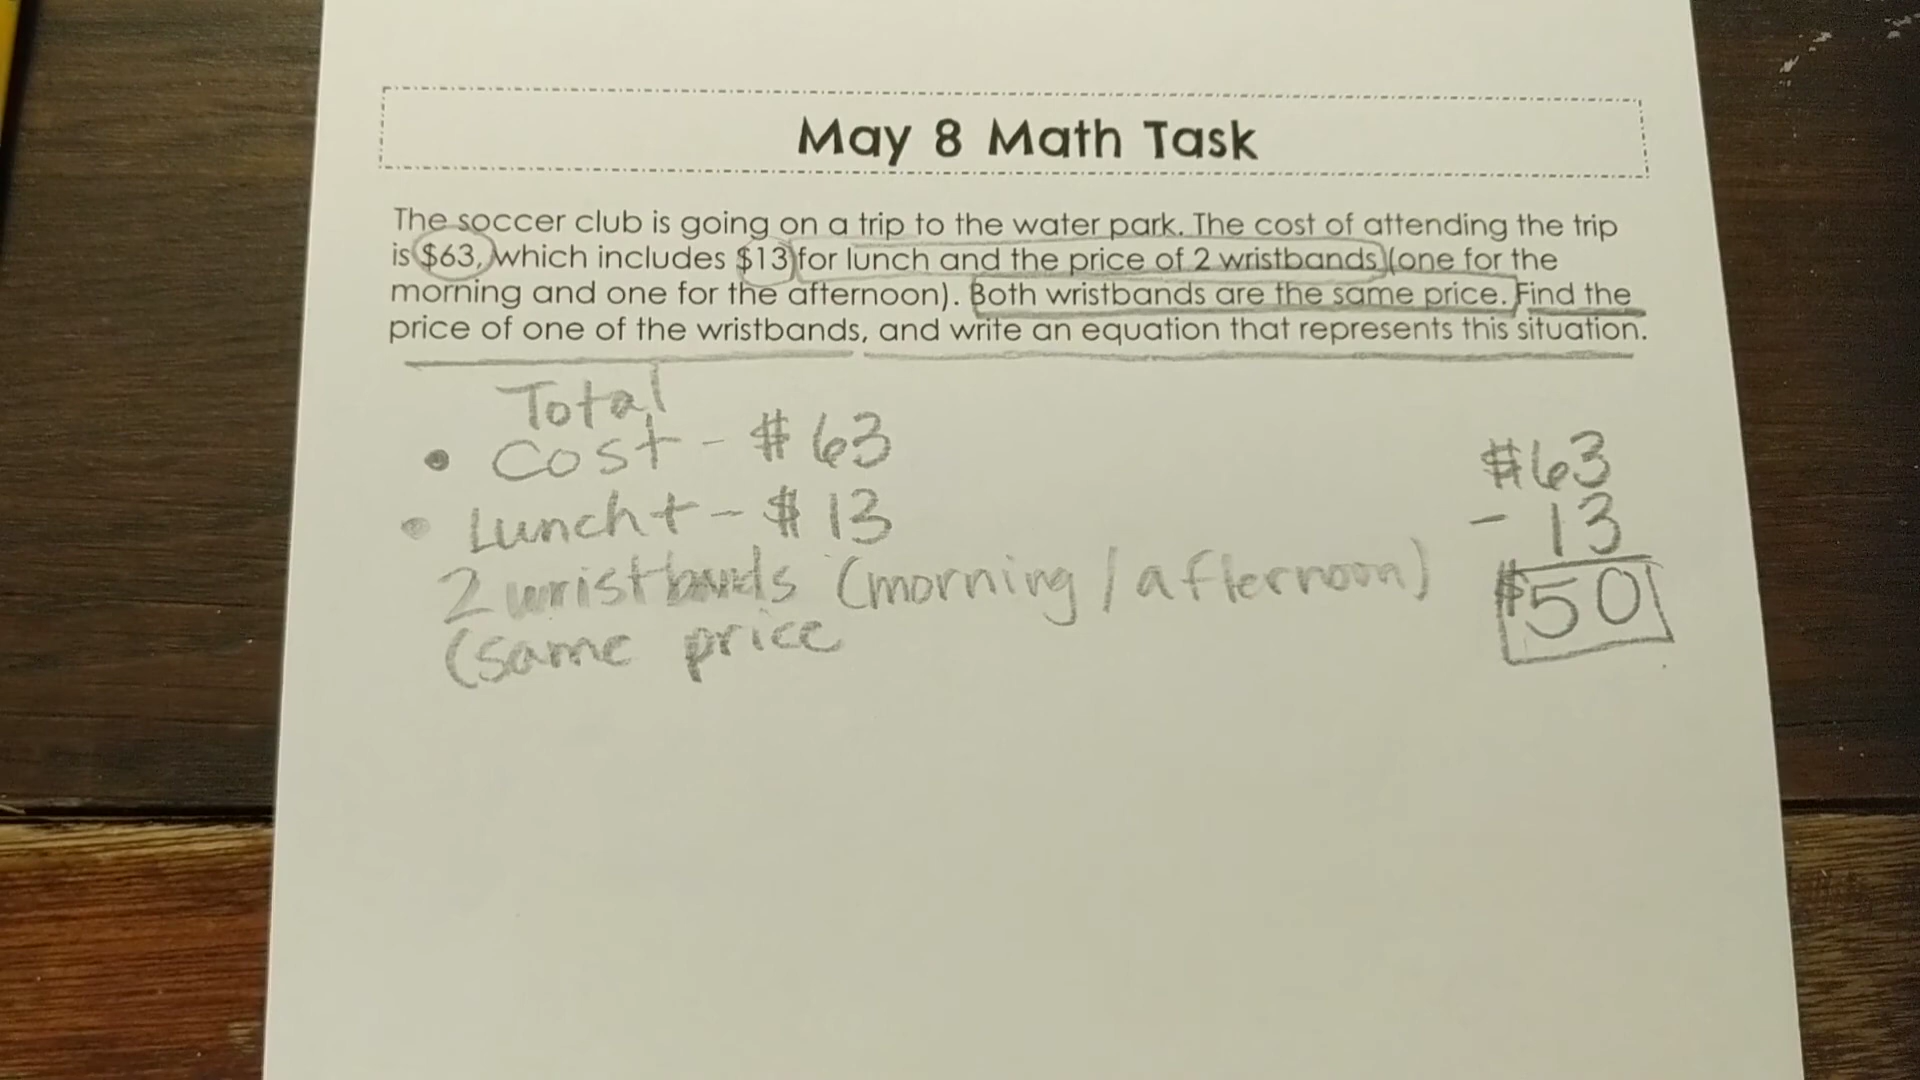 May 8 Math Task
The soccer club is going on a trip to the water park. The cost of attending the trip
is $63, which includes $13 for lunch and the price of 2 wristbands (one for the
morning and one for the afternoon). Both wristbands are the same price. Find the
price of one of the wristbands, and write an equation that represents this situation.
Total
• Cost - $63
• Lunch + - $13
2 wristbands (morning/afternoon)
(same price
$63
- 13
$50